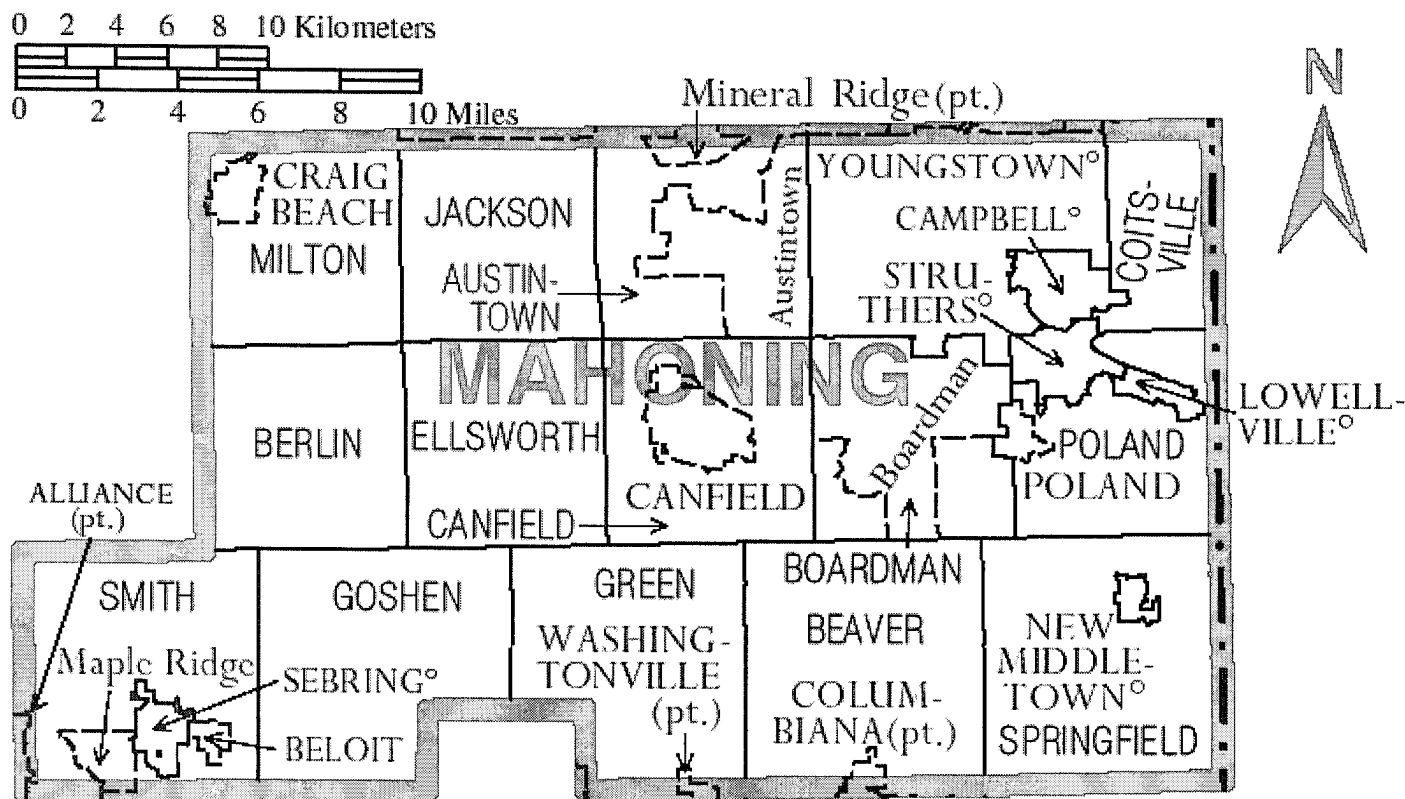 0 2 4 6 8 10 Kilometers
0 2 4 6 8 10 Miles
N
Mineral Ridge(pt.)
CRAIG
BEACH
MILTON
JACKSON
AUSTIN-
TOWN
Austintown
YOUNGSTOWN°
CAMPBELL°
STRU-
THERS°
COITS-
VILLE
MAHONING
BERLIN
ELLSWORTH
CANFIELD
CANFIELD
Boardman
POLAND
POLAND
LOWELL-
VILLE°
ALLIANCE
(pt.)
SMITH
GOSHEN
GREEN
BOARDMAN
BEAVER
WASHING-
TONVILLE
(pt.)
COLUM-
BIANA(pt.)
NEW
MIDDLE-
TOWN°
SPRINGFIELD
Maple Ridge
SEBRING°
BELOIT